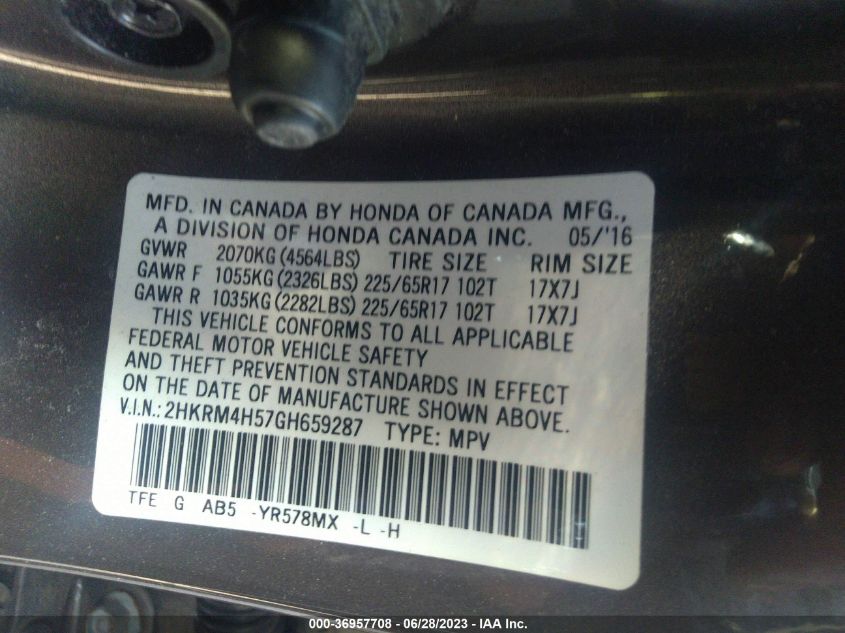 MFD. IN CANADA BY HONDA OF CANADA MFG.,
A DIVISION OF HONDA CANADA INC. 05/'16
GVWR 2070KG (4564LBS) TIRE SIZE RIM SIZE
GAWR F 1055KG (2326LBS) 225/65R17 102T 17X7J
GAWR R 1035KG (2282LBS) 225/65R17 102T 17X7J
THIS VEHICLE CONFORMS TO ALL APPLICABLE
FEDERAL MOTOR VEHICLE SAFETY
AND THEFT PREVENTION STANDARDS IN EFFECT
ON THE DATE OF MANUFACTURE SHOWN ABOVE.
V.I.N.: 2HKRM4H57GH659287 TYPE: MPV
TFE G AB5 -YR578MX -L -H
000-36957708 - 06/28/2023 - IAA Inc.